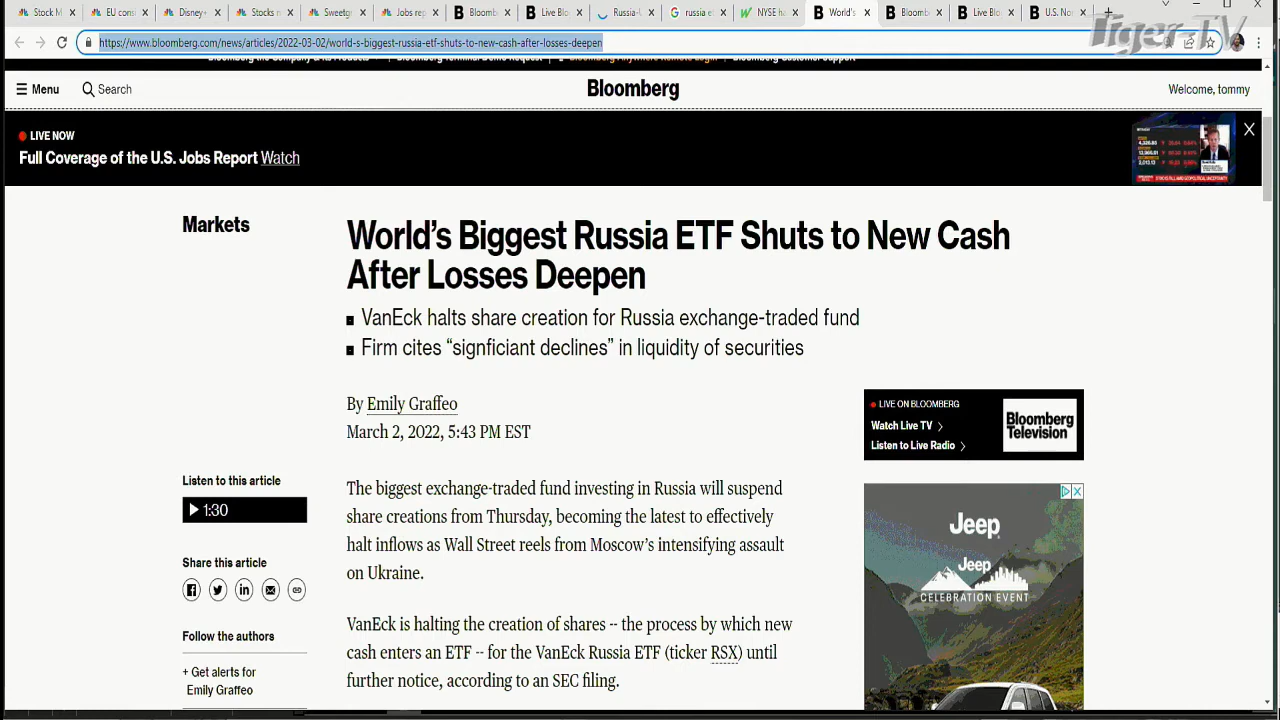 Stock M
EU cons
Disney+
Stocks n
Sweetg
Jobs rep
Bloomb
Live Blo
Russia-U
russia e
NYSE ha
World's
Bloomb
Live Blo
U.S. No
Tiger-TV
https://www.bloomberg.com/news/articles/2022-03-02/world-s-biggest-russia-etf-shuts-to-new-cash-after-losses-deepen
Bloomberg the Company & Its Products
Bloomberg Terminal Demo Request
Bloomberg Anywhere Remote Login
Bloomberg Customer Support
Menu
Search
Bloomberg
Welcome, tommy
LIVE NOW
Full Coverage of the U.S. Jobs Report Watch
Markets
World's Biggest Russia ETF Shuts to New Cash
After Losses Deepen
VanEck halts share creation for Russia exchange-traded fund
Firm cites “signficiant declines” in liquidity of securities
By Emily Graffeo
March 2, 2022, 5:43 PM EST
LIVE ON BLOOMBERG
Watch Live TV
Listen to Live Radio
Bloomberg
Television
Listen to this article
1:30
The biggest exchange-traded fund investing in Russia will suspend
share creations from Thursday, becoming the latest to effectively
halt inflows as Wall Street reels from Moscow's intensifying assault
on Ukraine.
Share this article
Jeep
Jeep
CELEBRATION EVENT
VanEck is halting the creation of shares -- the process by which new
cash enters an ETF -- for the VanEck Russia ETF (ticker RSX) until
further notice, according to an SEC filing.
Follow the authors
+ Get alerts for
Emily Graffeo